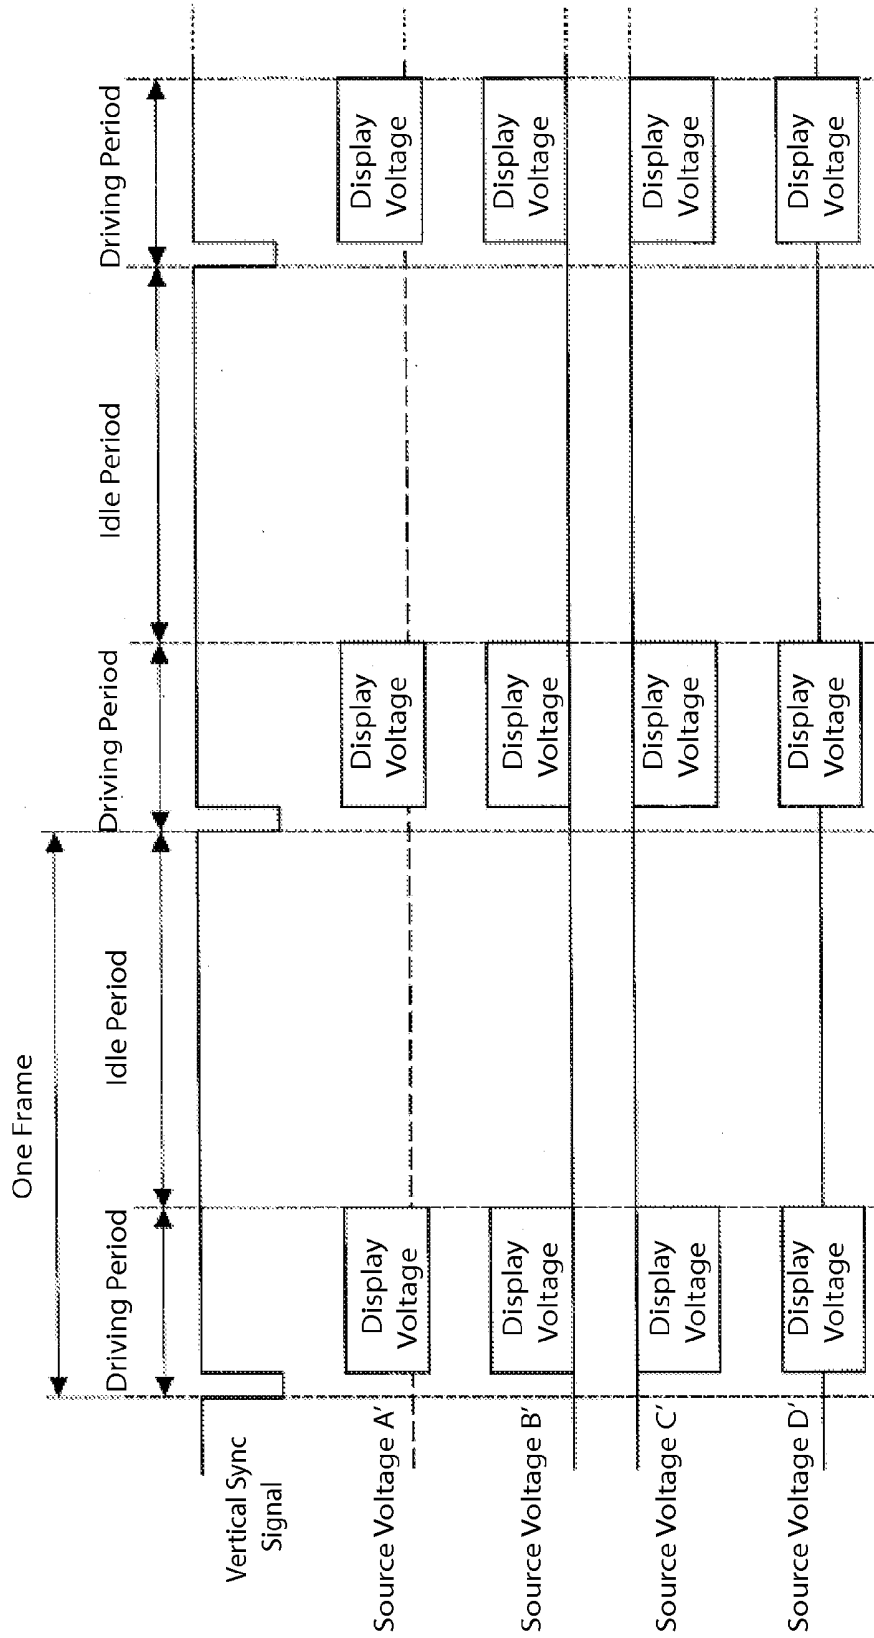 One Frame
Driving Period
Idle Period
Driving Period
Idle Period
Driving Period
Vertical Sync
Signal
Source Voltage A′
Display
Voltage
Display
Voltage
Display
Voltage
Source Voltage B′
Display
Voltage
Display
Voltage
Display
Voltage
Source Voltage C′
Display
Voltage
Display
Voltage
Display
Voltage
Source Voltage D′
Display
Voltage
Display
Voltage
Display
Voltage